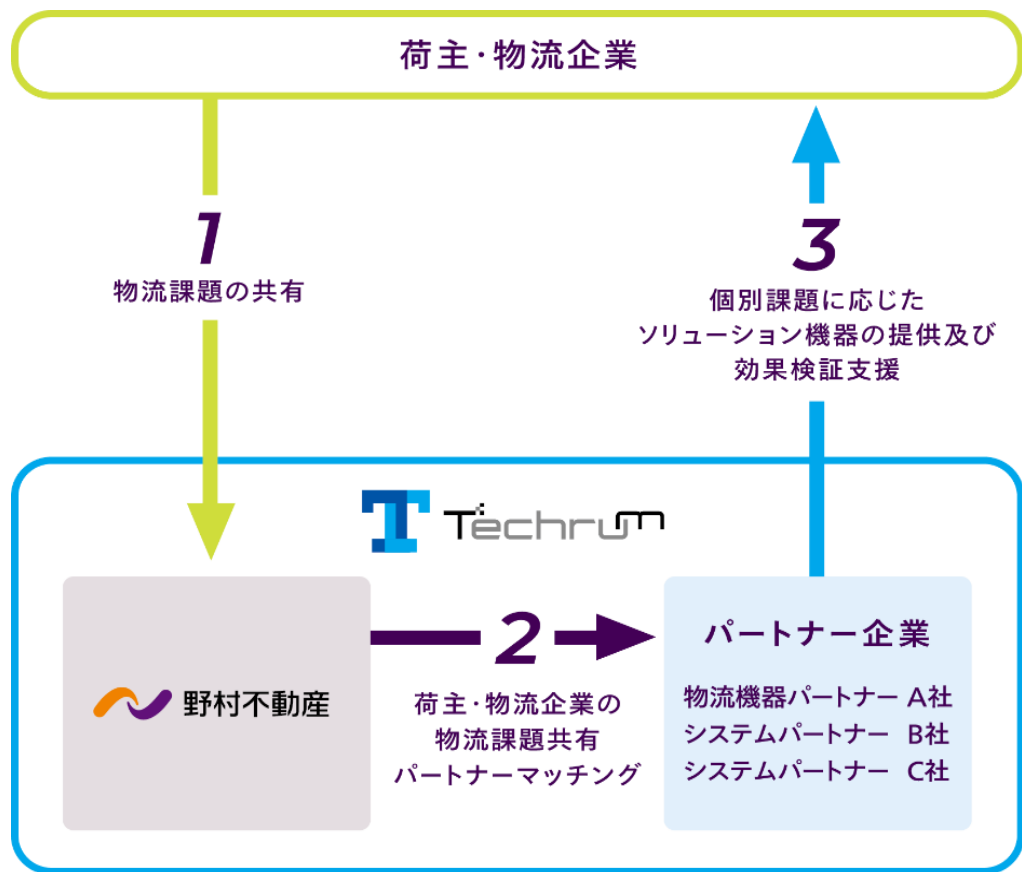 荷主・物流企業
1
物流課題の共有
3
個別課題に応じた
ソリューション機器の提供及び
効果検証支援
Techrum
野村不動産
2
荷主・物流企業の
物流課題共有
パートナーマッチング
パートナー企業
物流機器パートナー A社
システムパートナー B社
システムパートナー C社